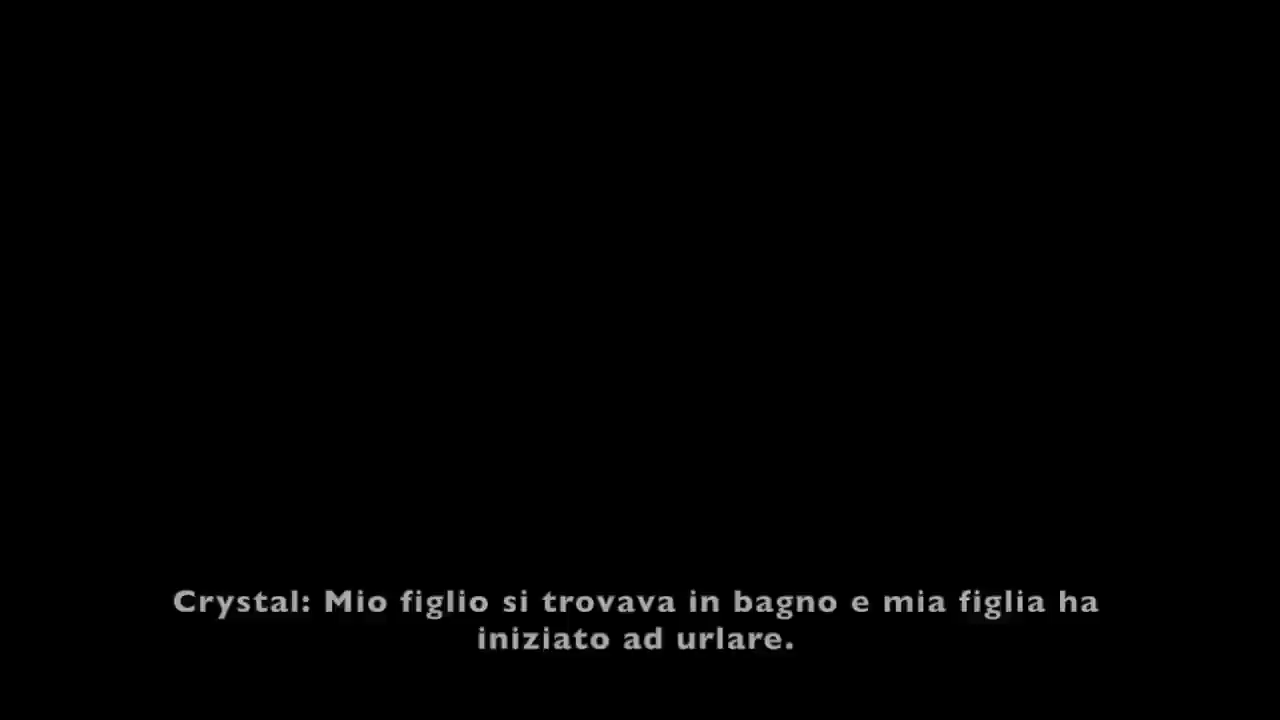 Crystal: Mio figlio si trovava in bagno e mia figlia ha
iniziato ad urlare.